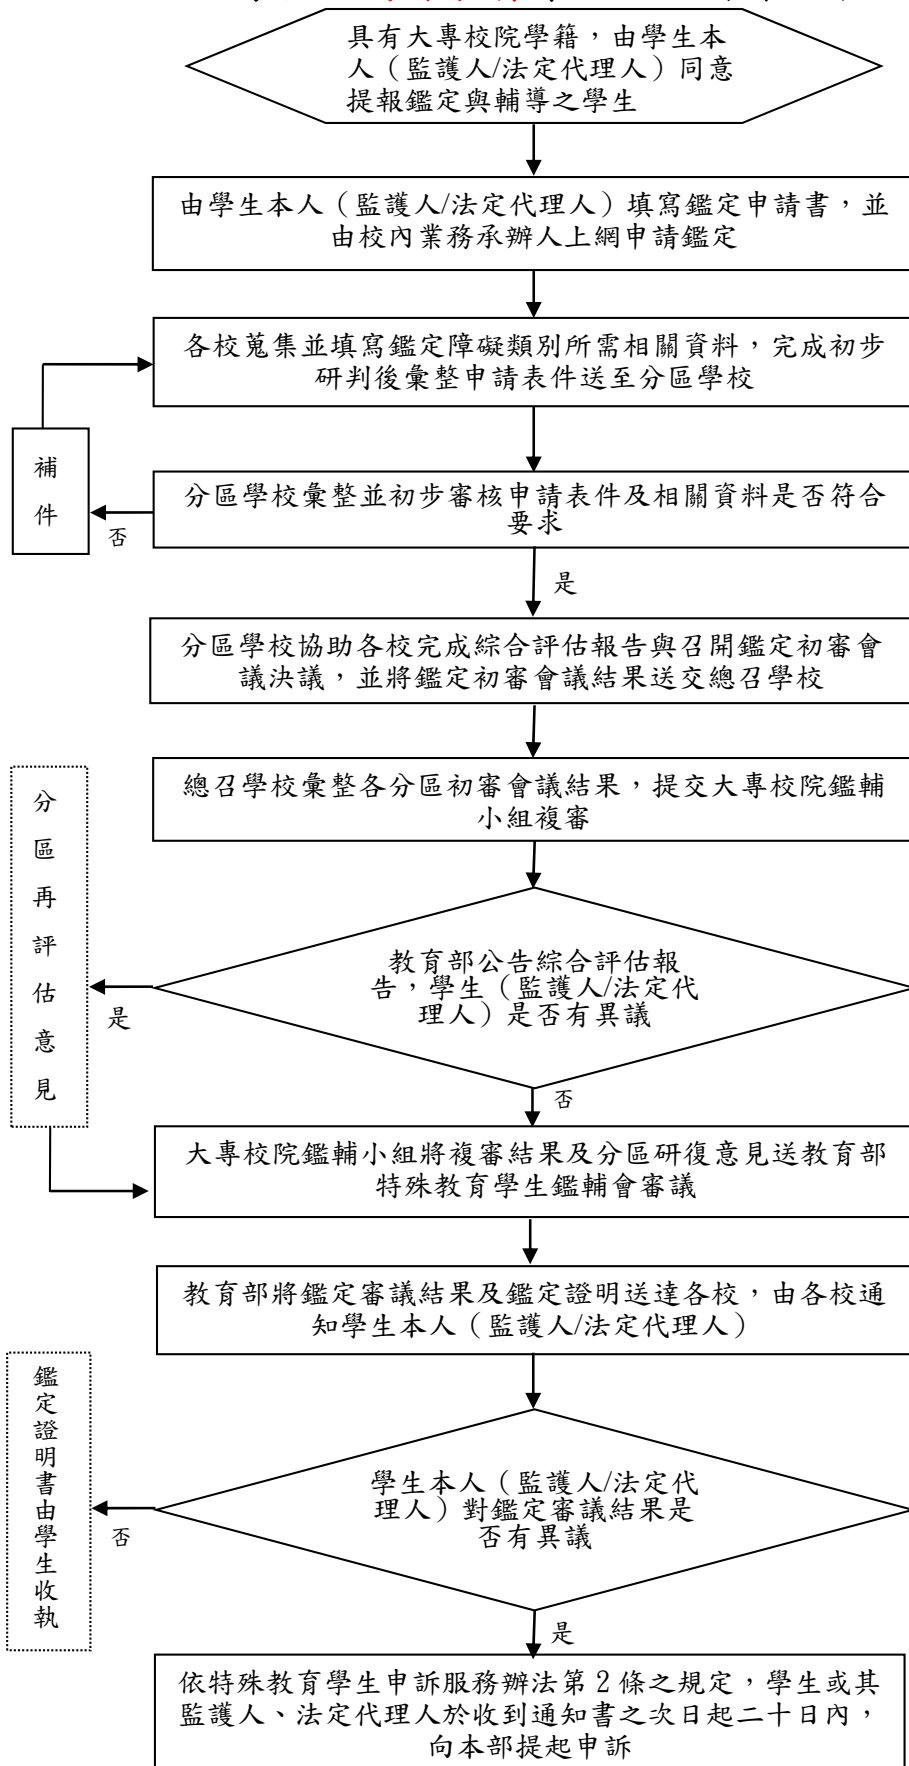 具有大專校院學籍，由學生本
人（監護人/法定代理人）同意
提報鑑定與輔導之學生
由學生本人（監護人/法定代理人）填寫鑑定申請書，並
由校內業務承辦人上網申請鑑定
各校蒐集並填寫鑑定障礙類別所需相關資料，完成初步
研判後彙整申請表件送至分區學校
補
件
否
分區學校彙整並初步審核申請表件及相關資料是否符合
要求
是
分區學校協助各校完成綜合評估報告與召開鑑定初審會
議決議，並將鑑定初審會議結果送交總召學校
總召學校彙整各分區初審會議結果，提交大專校院鑑輔
小組複審
分
區
再
評
估
意
見
是
教育部公告綜合評估報
告，學生（監護人/法定代
理人）是否有異議
否
大專校院鑑輔小組將複審結果及分區研復意見送教育部
特殊教育學生鑑輔會審議
教育部將鑑定審議結果及鑑定證明送達各校，由各校通
知學生本人（監護人/法定代理人）
鑑
定
證
明
書
由
學
生
收
執
否
學生本人（監護人/法定代
理人）對鑑定審議結果是
否有異議
是
依特殊教育學生申訴服務辦法第 2 條之規定，學生或其
監護人、法定代理人於收到通知書之次日起二十日內，
向本部提起申訴